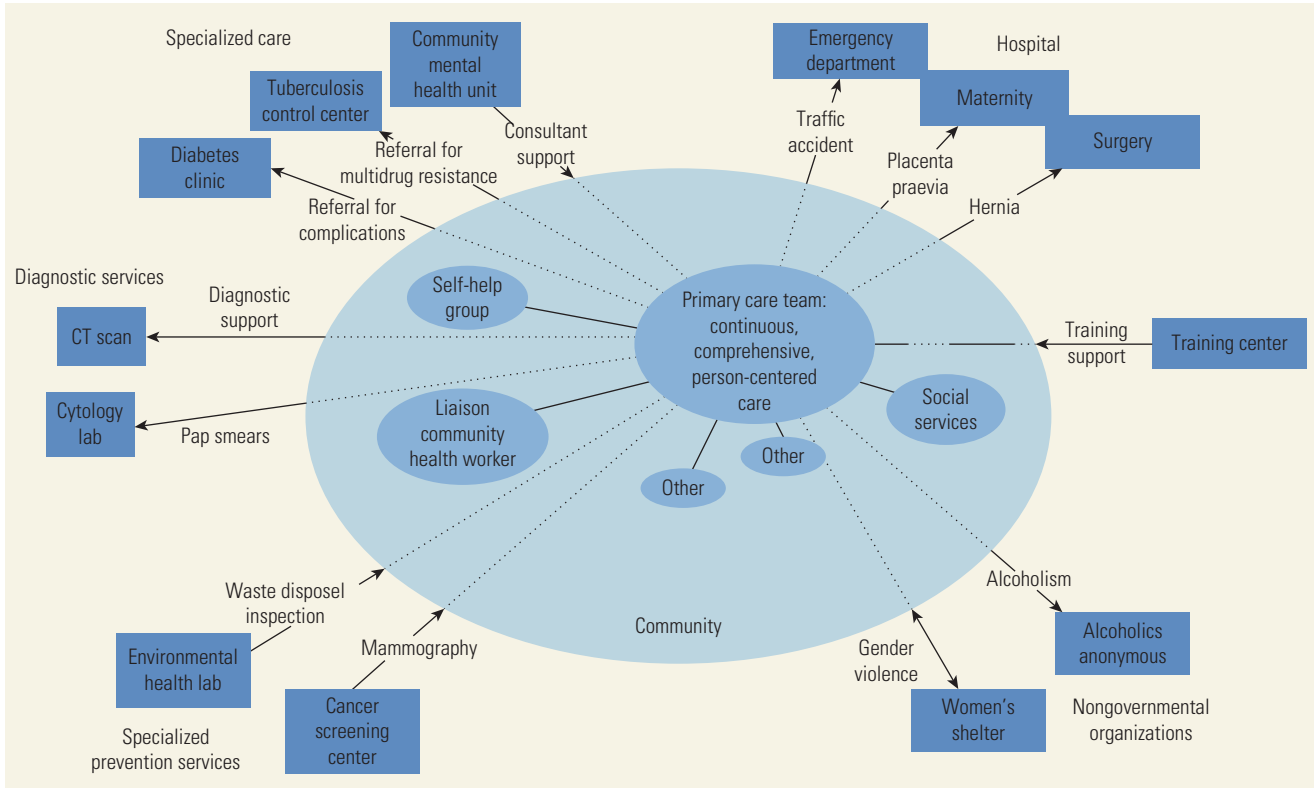 Specialized care
Community
mental
health unit
Tuberculosis
control center
Diabetes
clinic
Consultant
support
Referral for
multidrug resistance
Referral for
complications
Emergency
department
Hospital
Maternity
Surgery
Traffic
accident
Placenta
praevia
Hernia
Diagnostic services
CT scan
Diagnostic
support
Cytology
lab
Pap smears
Self-help
group
Primary care team:
continuous,
comprehensive,
person-centered
care
Liaison
community
health worker
Other
Other
Social
services
Training
support
Training center
Community
Waste disposel
inspection
Environmental
health lab
Mammography
Cancer
screening
center
Specialized
prevention services
Gender
violence
Women's
shelter
Alcoholism
Alcoholics
anonymous
Nongovernmental
organizations